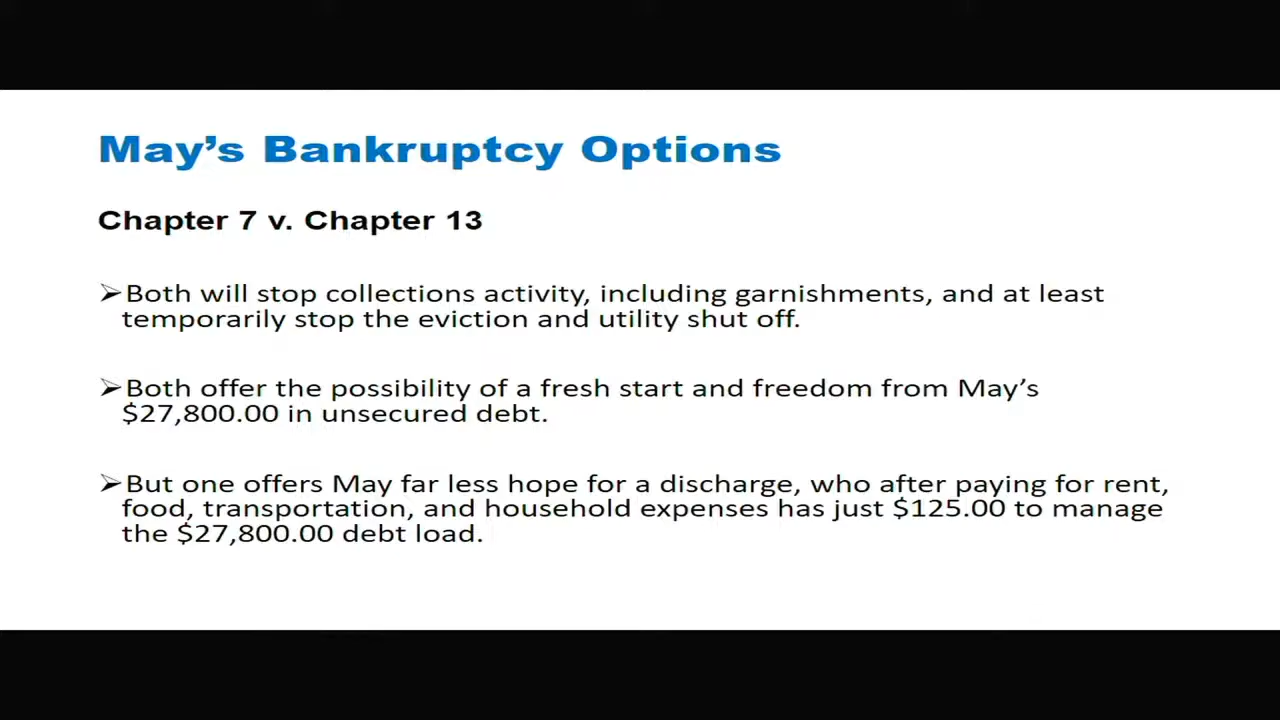 May’s Bankruptcy Options
Chapter 7 v. Chapter 13
➢Both will stop collections activity, including garnishments, and at least
temporarily stop the eviction and utility shut off.
➢Both offer the possibility of a fresh start and freedom from May’s
$27,800.00 in unsecured debt.
➢But one offers May far less hope for a discharge, who after paying for rent,
food, transportation, and household expenses has just $125.00 to manage
the $27,800.00 debt load.